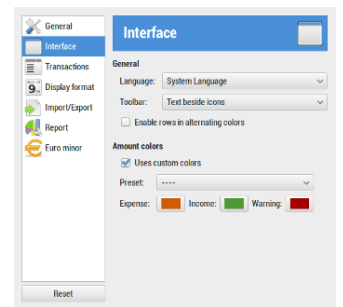 General
Interface
Transactions
9.. Display format
Import/Export
Report
Euro minor
Reset
Interface
General
Language: System Language
Toolbar: Text beside icons
Enable rows in alternating colors
Amount colors
Uses custom colors
Preset: ----
Expense: Income: Warning: